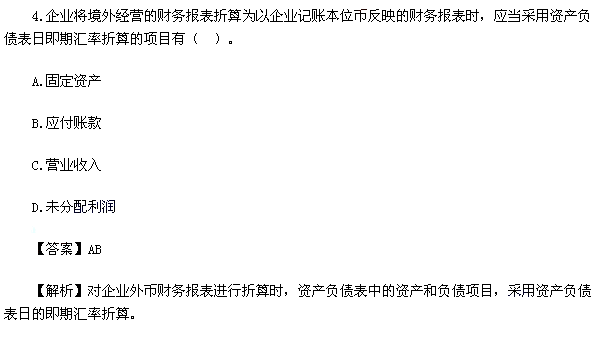 4.企业将境外经营的财务报表折算为以企业记账本位币反映的财务报表时，应当采用资产负
债表日即期汇率折算的项目有（  ）。
A.固定资产
B.应付账款
C.营业收入
D.未分配利润
【答案】AB
【解析】对企业外币财务报表进行折算时，资产负债表中的资产和负债项目，采用资产负债
表日的即期汇率折算。